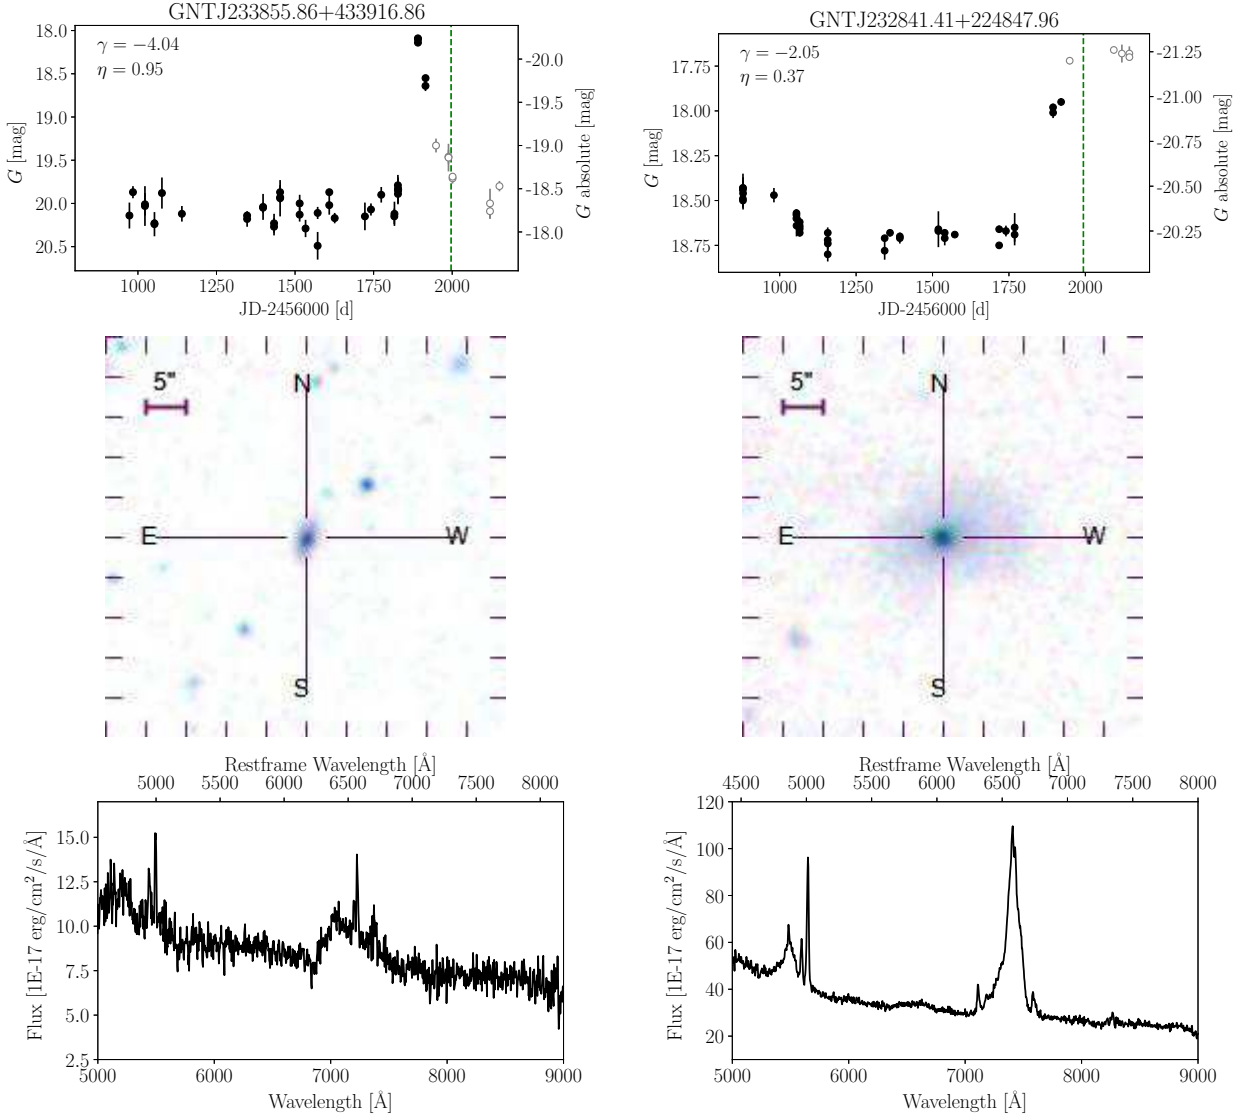 GNTJ233855.86+433916.86
GNTJ232841.41+224847.96
γ = −4.04
η = 0.95
18.0
18.5
19.0
19.5
20.0
20.5
G [mag]
-20.0
-19.5
-19.0
-18.5
-18.0
G absolute [mag]
1000 1250 1500 1750 2000
JD-2456000 [d]
γ = −2.05
η = 0.37
17.75
18.00
18.25
18.50
18.75
G [mag]
-21.25
-21.00
-20.75
-20.50
-20.25
G absolute [mag]
1000 1250 1500 1750 2000
JD-2456000 [d]
5"
N
E W
S
5"
N
E W
S
Restframe Wavelength [Å]
5000 5500 6000 6500 7000 7500 8000
15.0
12.5
10.0
7.5
5.0
2.5
Flux [1E-17 erg/cm²/s/Å]
5000 6000 7000 8000 9000
Wavelength [Å]
Restframe Wavelength [Å]
4500 5000 5500 6000 6500 7000 7500 8000
120
100
80
60
40
20
Flux [1E-17 erg/cm²/s/Å]
5000 6000 7000 8000 9000
Wavelength [Å]